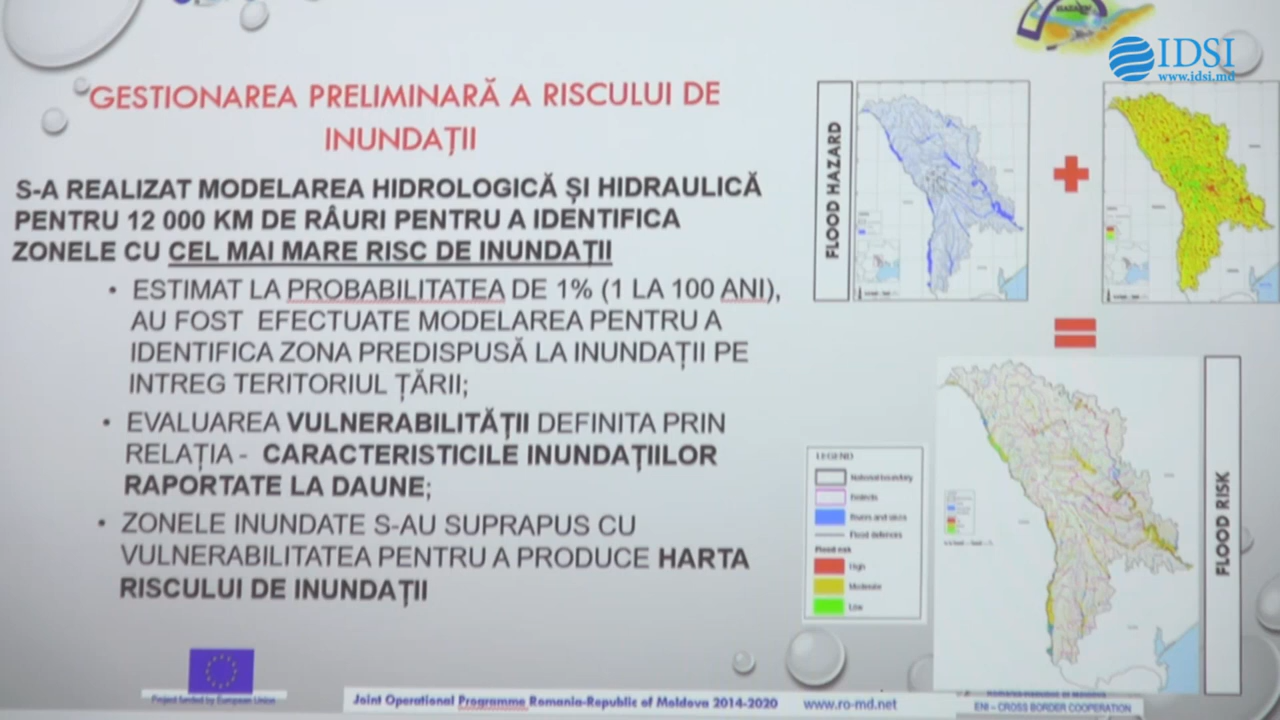 HAZARM
IDSI
www.idsi.md
GESTIONAREA PRELIMINARĂ A RISCULUI DE
INUNDAȚII
S-A REALIZAT MODELAREA HIDROLOGICĂ ȘI HIDRAULICĂ
PENTRU 12 000 KM DE RÂURI PENTRU A IDENTIFICA
ZONELE CU CEL MAI MARE RISC DE INUNDAȚII
• ESTIMAT LA PROBABILITATEA DE 1% (1 LA 100 ANI),
AU FOST EFECTUATE MODELAREA PENTRU A
IDENTIFICA ZONA PREDISPUSĂ LA INUNDAȚII PE
INTREG TERITORIUL ȚĂRII;
• EVALUAREA VULNERABILITĂȚII DEFINITA PRIN
RELAȚIA - CARACTERISTICILE INUNDAȚIILOR
RAPORTATE LA DAUNE;
• ZONELE INUNDATE S-AU SUPRAPUS CU
VULNERABILITATEA PENTRU A PRODUCE HARTA
RISCULUI DE INUNDAȚII
FLOOD HAZARD
+
=
FLOOD RISK
LEGEND
National boundary
Districts
Rivers and lakes
Flood defences
Flood risk
High
Moderate
Low
Project funded by European Union
Joint Operational Programme Romania-Republic of Moldova 2014-2020
www.ro-md.net
ENI – CROSS BORDER COOPERATION